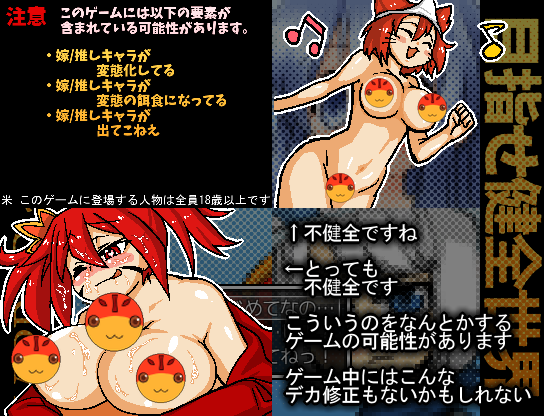 注意
このゲームには以下の要素が
含まれている可能性があります。
・嫁/推しキャラが
変態化してる
・嫁/推しキャラが
変態の餌食になってる
・嫁/推しキャラが
出てこねえ
米 このゲームに登場する人物は全員18歳以上です
目指せ健全世界
↑不健全ですね
←とっても
不健全です
こういうのをなんとかする
ゲームの可能性があります
ゲーム中にはこんな
デカ修正もないかもしれない